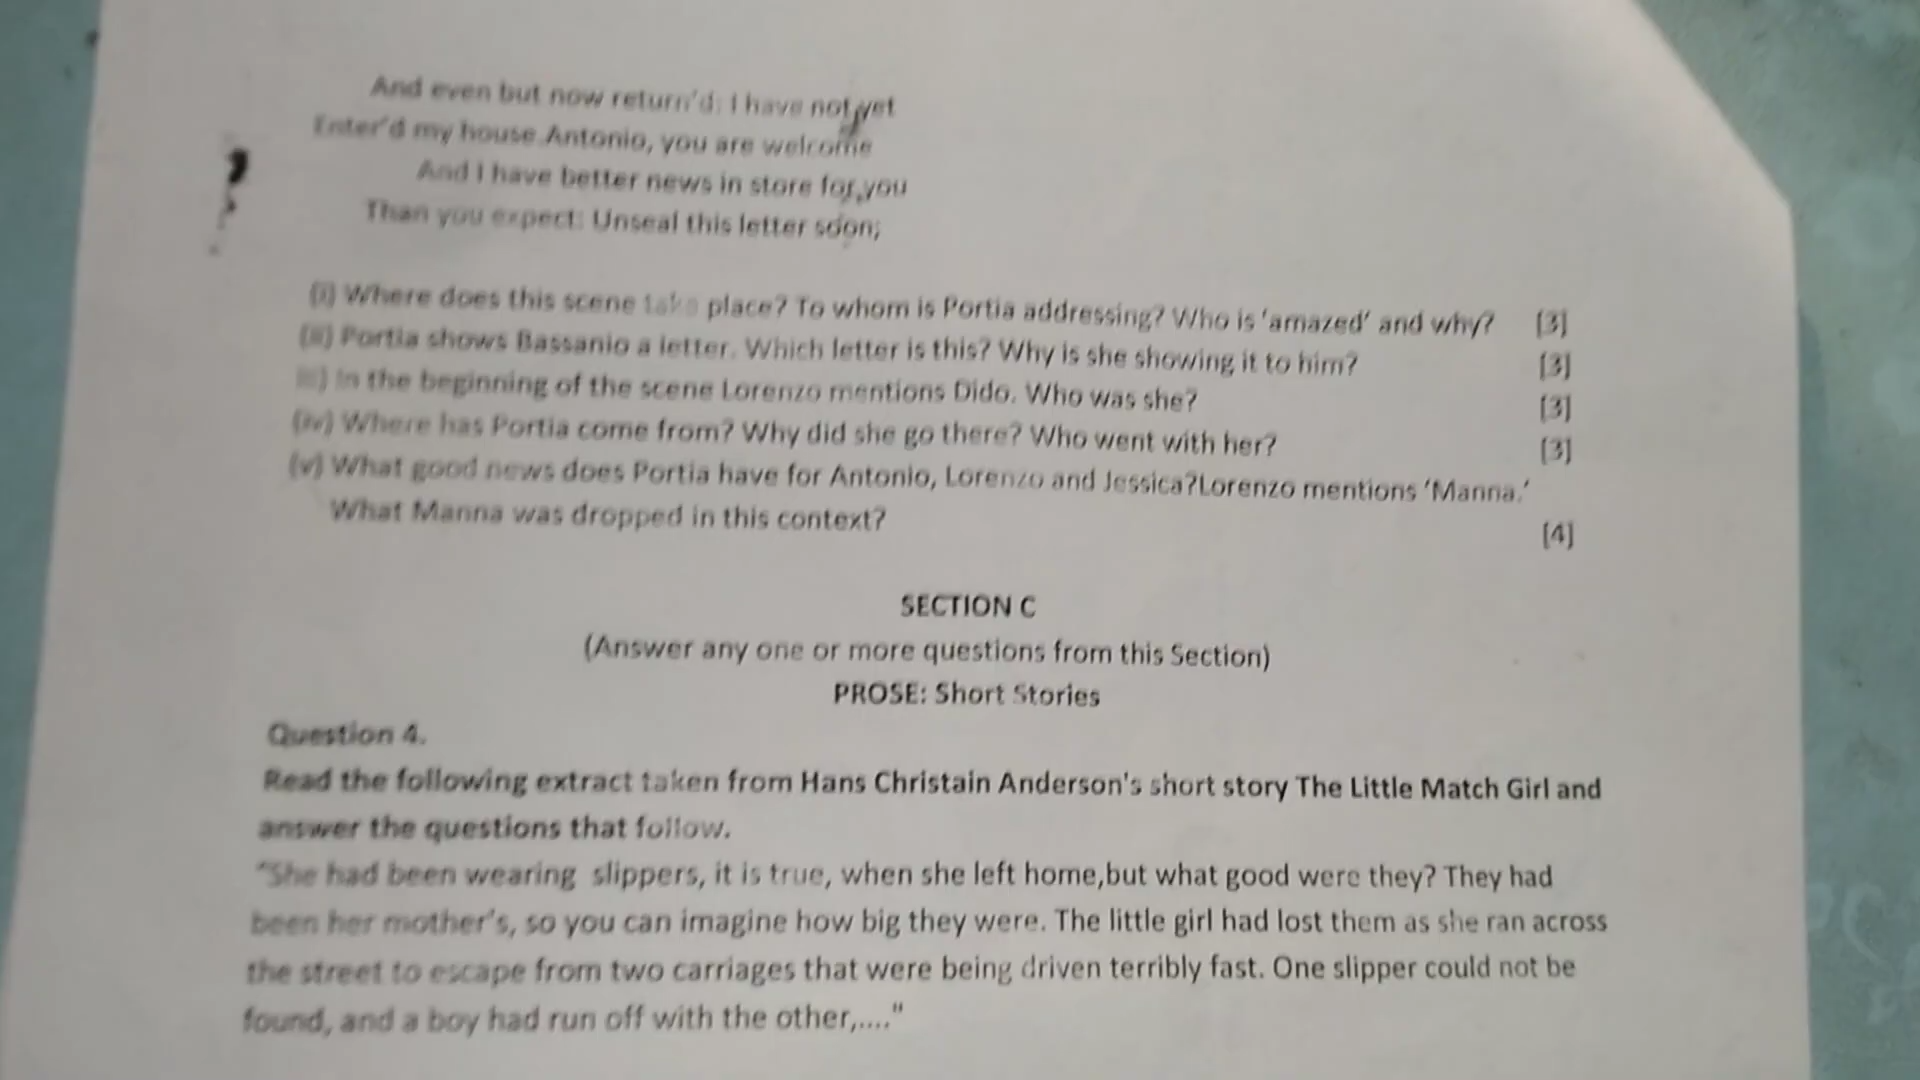 And even but now return'd; I have not yet
Enter'd my house. Antonio, you are welcome
And I have better news in store for you
Than you expect: Unseal this letter soon;
(i) Where does this scene take place? To whom is Portia addressing? Who is 'amazed' and why? [3]
(ii) Portia shows Bassanio a letter. Which letter is this? Why is she showing it to him? [3]
iii) In the beginning of the scene Lorenzo mentions Dido. Who was she? [3]
(iv) Where has Portia come from? Why did she go there? Who went with her? [3]
(v) What good news does Portia have for Antonio, Lorenzo and Jessica?Lorenzo mentions 'Manna.'
What Manna was dropped in this context? [4]
SECTION C
(Answer any one or more questions from this Section)
PROSE: Short Stories
Question 4.
Read the following extract taken from Hans Christain Anderson's short story The Little Match Girl and
answer the questions that follow.
"She had been wearing slippers, it is true, when she left home,but what good were they? They had
been her mother's, so you can imagine how big they were. The little girl had lost them as she ran across
the street to escape from two carriages that were being driven terribly fast. One slipper could not be
found, and a boy had run off with the other,...."